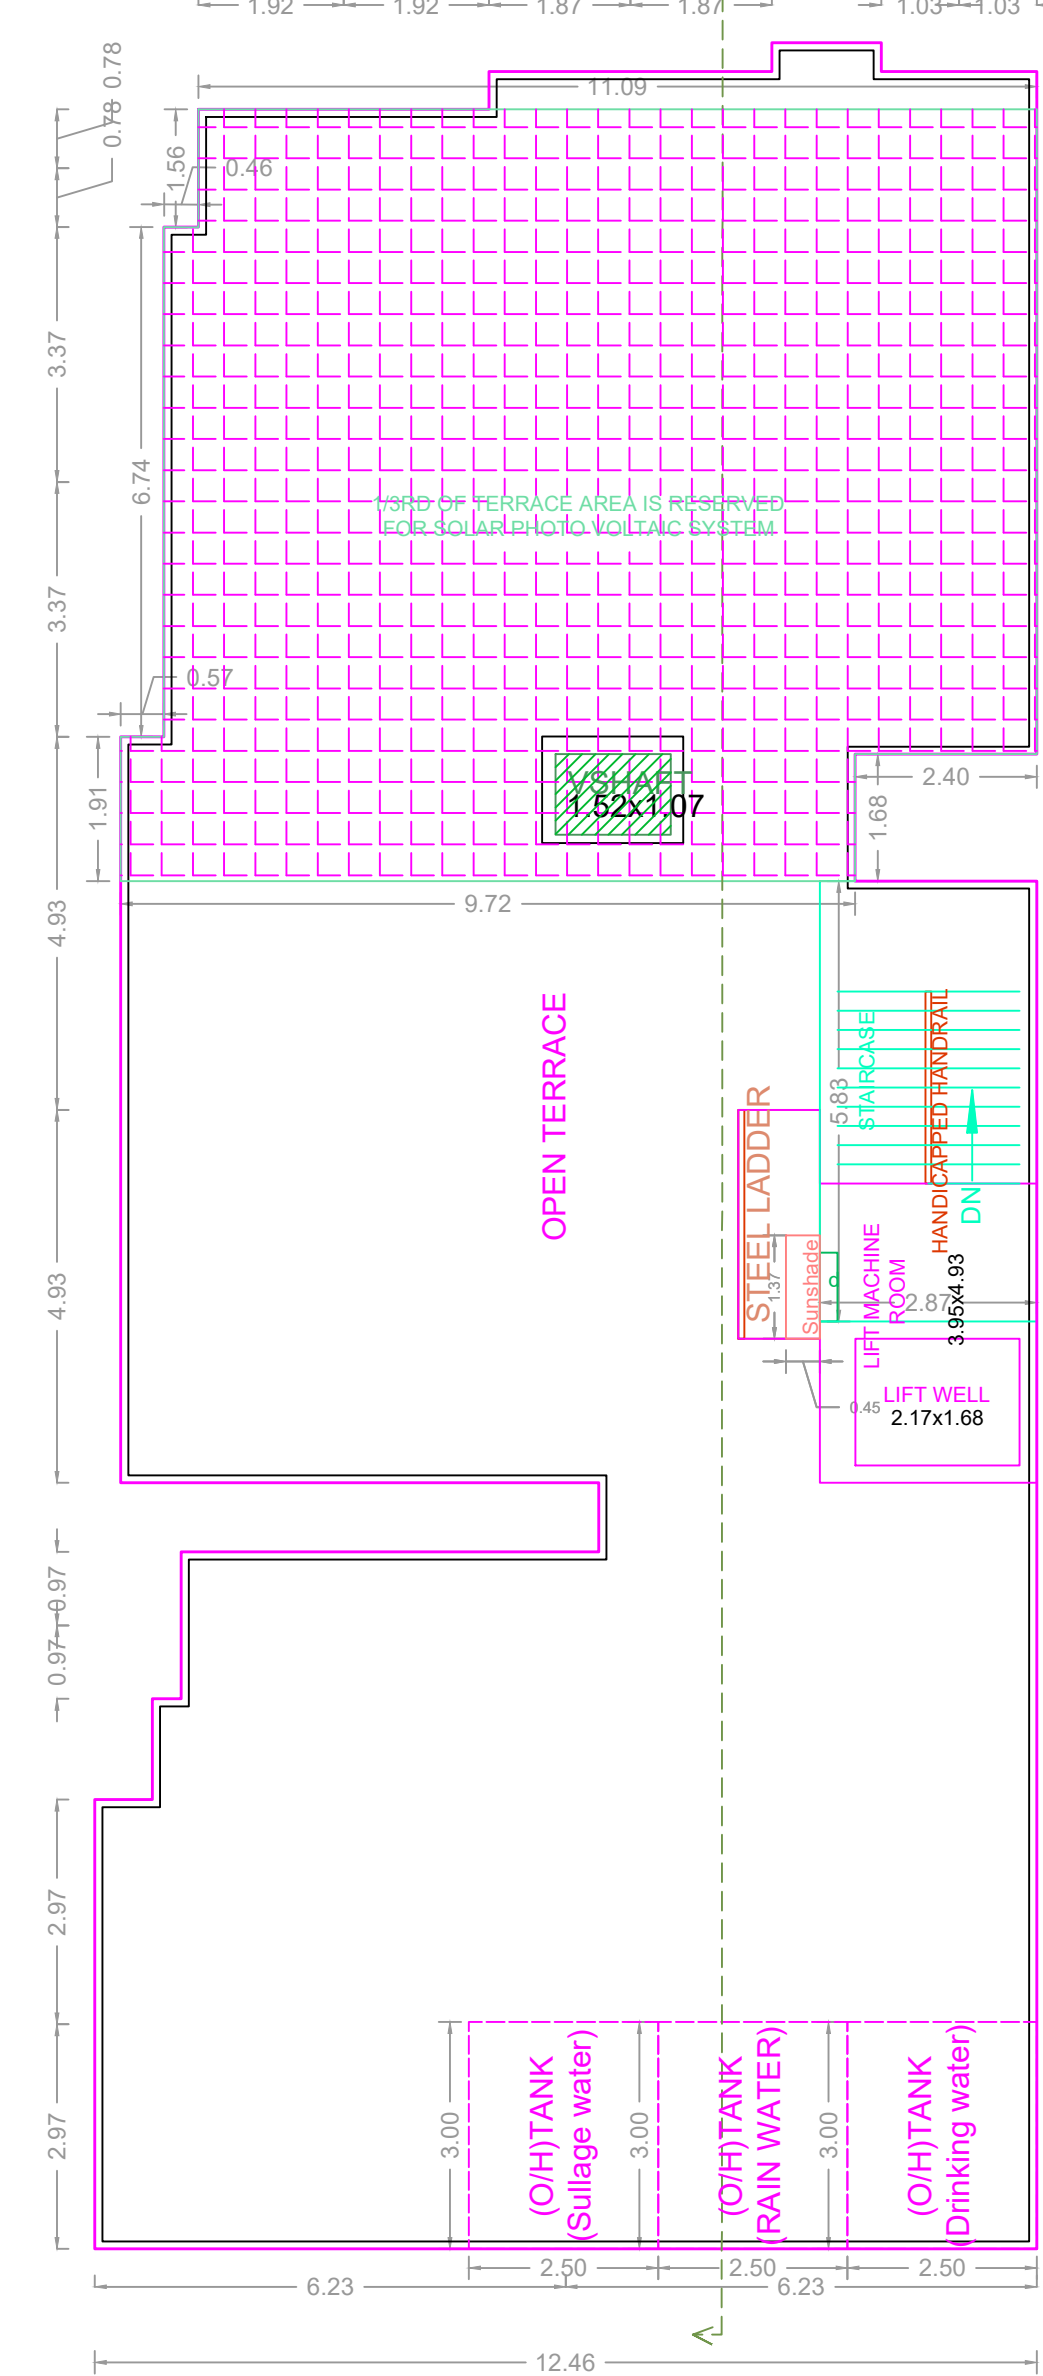 1.92
1.92
1.87
1.87
1.03
1.03
0.78
0.78
11.09
1.56
0.46
3.37
6.74
1/3RD OF TERRACE AREA IS RESERVED
FOR SOLAR PHOTO VOLTAIC SYSTEM
3.37
0.57
VSHAFT
1.52x1.07
2.40
1.91
1.68
9.72
4.93
OPEN TERRACE
STAIRCASE
HANDICAPPED HANDRAIL
5.83
STEEL LADDER
DN
4.93
Sunshade
1.37
LIFT MACHINE
ROOM
2.87
3.95x4.93
0.45
LIFT WELL
2.17x1.68
0.97
0.97
2.97
2.97
3.00
(O/H)TANK
(Sullage water)
3.00
(O/H)TANK
(RAIN WATER)
3.00
(O/H)TANK
(Drinking water)
2.50
2.50
2.50
6.23
6.23
12.46